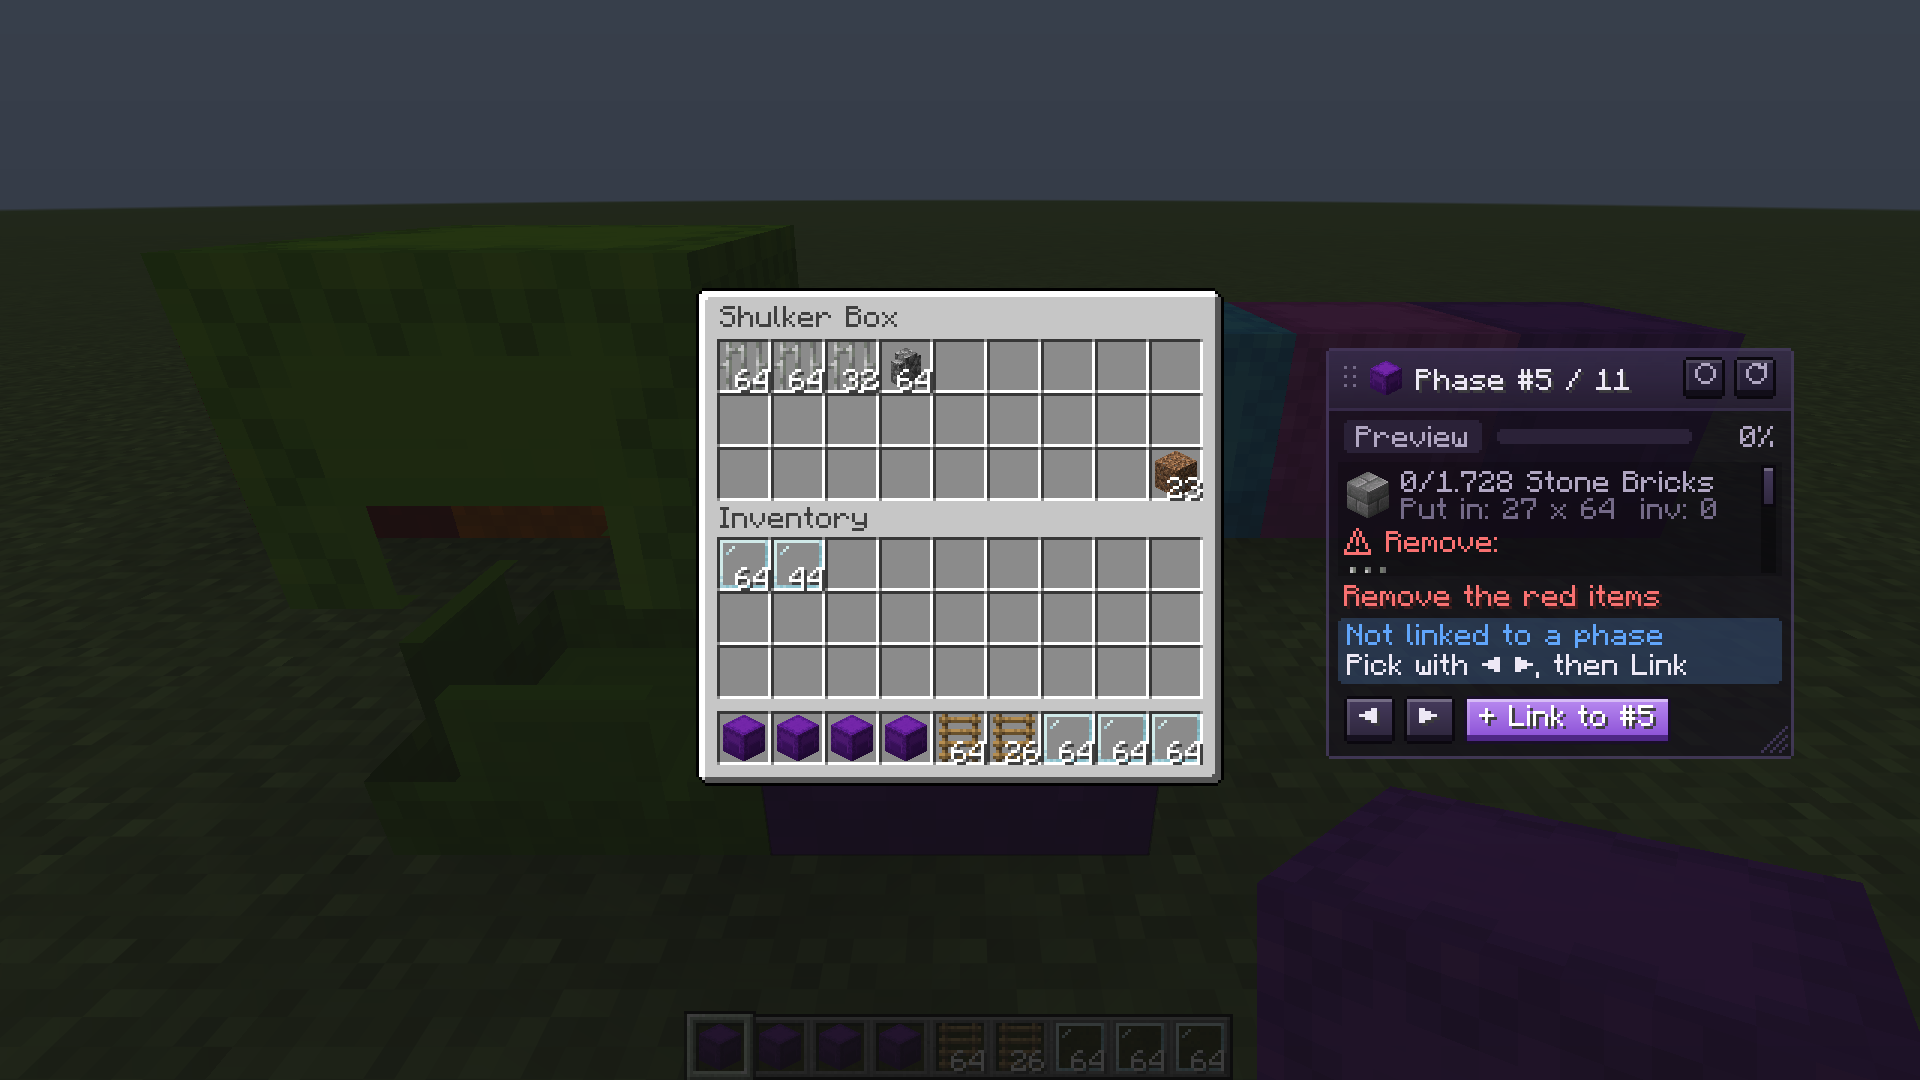 Shulker Box
64 64 32 64
23
Inventory
64 44
64 26 64 64 64
Phase #5 / 11
Preview 0%
0/1.728 Stone Bricks
Put in: 27 x 64 inv: 0
⚠ Remove:
...
Remove the red items
Not linked to a phase
Pick with ◄ ►, then Link
◄ ► + Link to #5
64 26 64 64 64